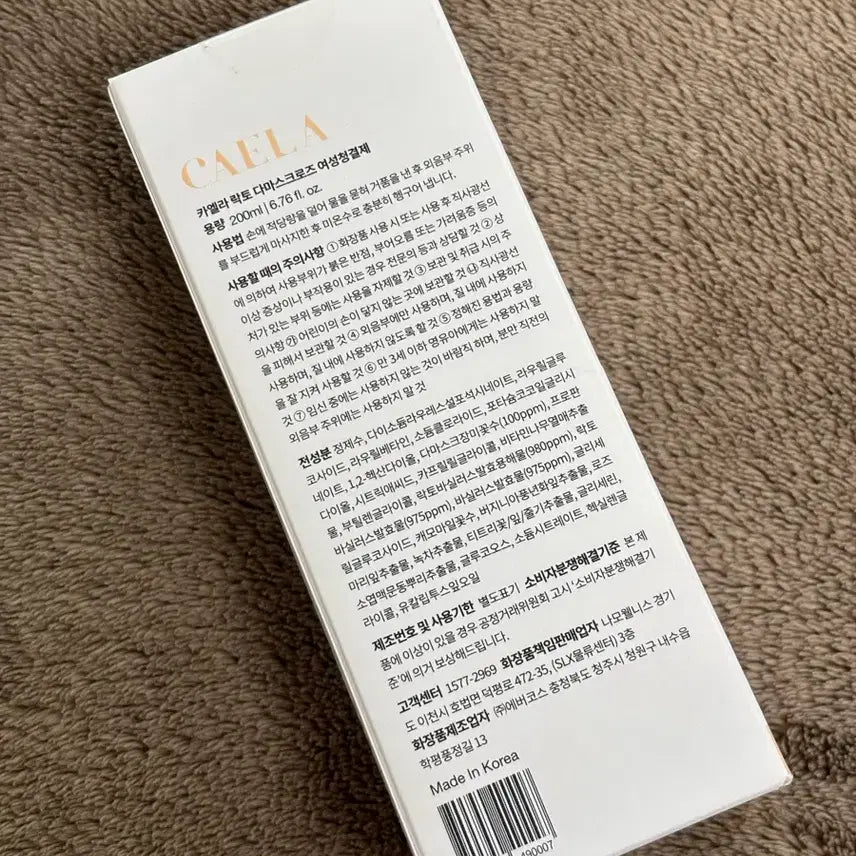 CAELA
카엘라 락토 다마스크로즈 여성청결제
용량 200ml | 6.76 fl. oz.
사용법 손에 적당량을 덜어 물을 묻혀 거품을 낸 후 외음부 주위
를 부드럽게 마사지한 후 미온수로 충분히 헹구어 냅니다.
사용할 때의 주의사항 ① 화장품 사용 시 또는 사용 후 직사광선
에 의하여 사용부위가 붉은 반점, 부어오름 또는 가려움증 등의
이상 증상이나 부작용이 있는 경우 전문의 등과 상담할 것 ② 상
처가 있는 부위 등에는 사용을 자제할 것 ③ 보관 및 취급 시의 주
의사항 ㉮ 어린이의 손이 닿지 않는 곳에 보관할 것 ㉯ 직사광선
을 피해서 보관할 것 ④ 외음부에만 사용하며, 질 내에 사용하지
사용하며, 질 내에 사용하지 않도록 할 것 ⑤ 정해진 용법과 용량
을 잘 지켜 사용할 것 ⑥ 만 3세 이하 영유아에게는 사용하지 말
것 ⑦ 임신 중에는 사용하지 않는 것이 바람직 하며, 분만 직전의
외음부 주위에는 사용하지 말 것
전성분 정제수, 다이소듐라우레스설포석시네이트, 라우릴글루
코사이드, 라우릴베타인, 소듐클로라이드, 포타슘코코일글리시
네이트, 1,2-헥산다이올, 다마스크장미꽃수(100ppm), 프로판
다이올, 시트릭애씨드, 카프릴릴글라이콜, 비타민나무열매추출
물, 부틸렌글라이콜, 락토바실러스발효용해물(980ppm), 락토
바실러스발효물(975ppm), 바실러스발효물(975ppm), 글리세
릴글루코사이드, 캐모마일꽃수, 버지니아풍년화잎추출물, 로즈
마리잎추출물, 녹차추출물, 티트리꽃/잎/줄기추출물, 글리세린,
소엽맥문동뿌리추출물, 글루코오스, 소듐시트레이트, 헥실렌글
라이콜, 유칼립투스잎오일
제조번호 및 사용기한 별도표기 소비자분쟁해결기준 본 제
품에 이상이 있을 경우 공정거래위원회 고시 '소비자분쟁해결기
준'에 의거 보상해드립니다.
고객센터 1577-2969 화장품책임판매업자 나모웰니스 경기
도 이천시 호법면 덕평로 472-35, (SLX물류센터) 3층
화장품제조업자 ㈜에버코스 충청북도 청주시 청원구 내수읍
학평풍정길 13
Made In Korea
490007